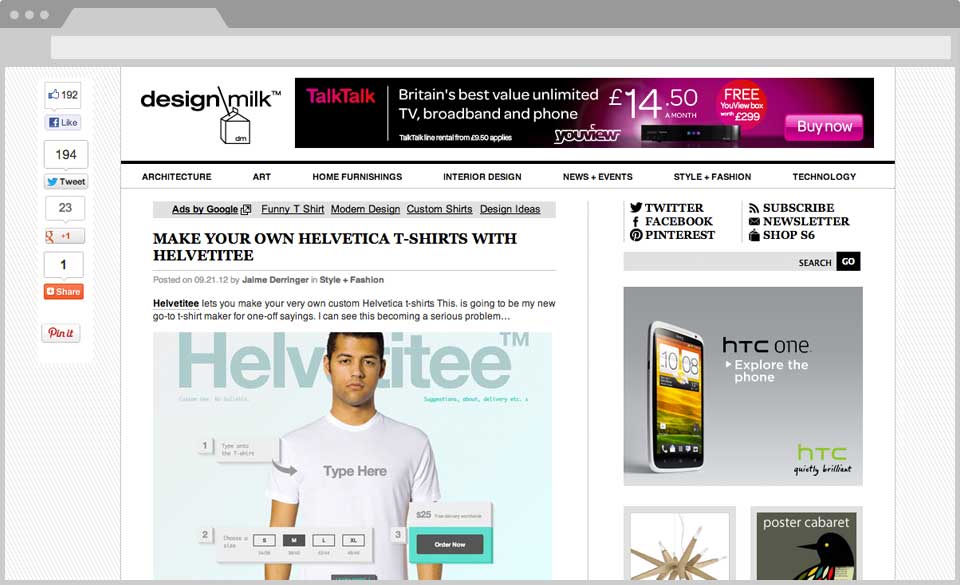 192
Like
194
Tweet
23
+1
1
Share
Pin it
design milk™
dm
TalkTalk
Britain's best value unlimited
TV, broadband and phone
TalkTalk line rental from £9.50 applies
£14.50
A MONTH
youview
FREE
YouView box
worth £299
Buy now
ARCHITECTURE
ART
HOME FURNISHINGS
INTERIOR DESIGN
NEWS + EVENTS
STYLE + FASHION
TECHNOLOGY
Ads by Google Funny T Shirt Modern Design Custom Shirts Design Ideas
MAKE YOUR OWN HELVETICA T-SHIRTS WITH
HELVETITEE
Posted on 09.21.12 by Jaime Derringer in Style + Fashion
Helvetitee lets you make your very own custom Helvetica t-shirts This. is going to be my new
go-to t-shirt maker for one-off sayings. I can see this becoming a serious problem…
Helvetitee™
Custom One. No bullshit.
Suggestions, about, delivery etc.
1
Type onto
the T-shirt
Type Here
2
Choose a
size
S
M
L
XL
3
$25 Free delivery worldwide
Order Now
TWITTER
FACEBOOK
PINTEREST
SUBSCRIBE
NEWSLETTER
SHOP S6
SEARCH GO
10:08
htc one
Explore the
phone
htc
quietly brilliant
poster cabaret